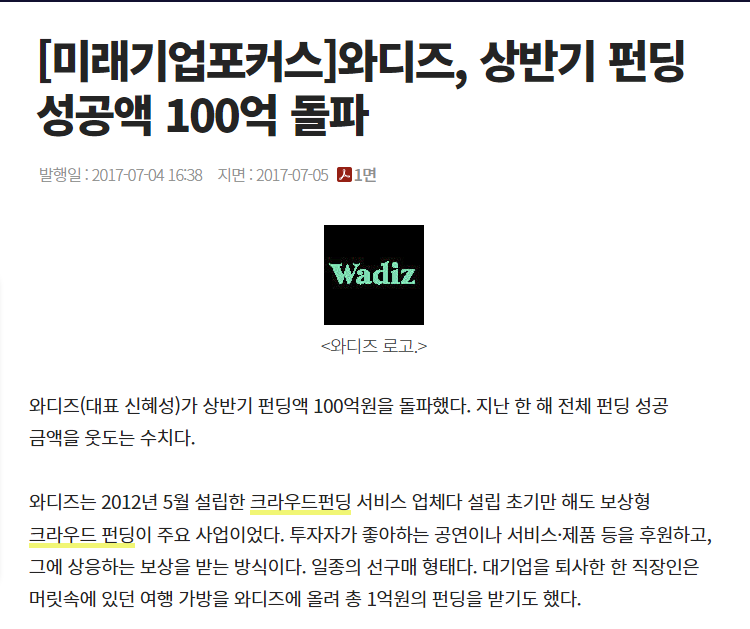 [미래기업포커스]와디즈, 상반기 펀딩
성공액 100억 돌파
발행일 : 2017-07-04 16:38 지면 : 2017-07-05 1면
Wadiz
<와디즈 로고.>
와디즈(대표 신혜성)가 상반기 펀딩액 100억원을 돌파했다. 지난 한 해 전체 펀딩 성공
금액을 웃도는 수치다.
와디즈는 2012년 5월 설립한 크라우드펀딩 서비스 업체다 설립 초기만 해도 보상형
크라우드 펀딩이 주요 사업이었다. 투자자가 좋아하는 공연이나 서비스·제품 등을 후원하고,
그에 상응하는 보상을 받는 방식이다. 일종의 선구매 형태다. 대기업을 퇴사한 한 직장인은
머릿속에 있던 여행 가방을 와디즈에 올려 총 1억원의 펀딩을 받기도 했다.